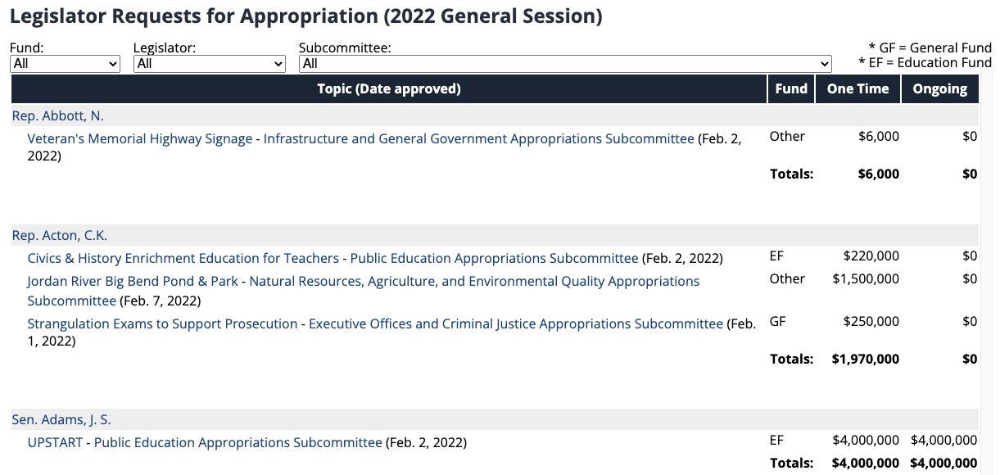 Legislator Requests for Appropriation (2022 General Session)
Fund: Legislator: Subcommittee: * GF = General Fund
All All All * EF = Education Fund
Topic (Date approved) Fund One Time Ongoing
Rep. Abbott, N.
Veteran's Memorial Highway Signage - Infrastructure and General Government Appropriations Subcommittee (Feb. 2, Other $6,000 $0
2022)
Totals: $6,000 $0
Rep. Acton, C.K.
Civics & History Enrichment Education for Teachers - Public Education Appropriations Subcommittee (Feb. 2, 2022) EF $220,000 $0
Jordan River Big Bend Pond & Park - Natural Resources, Agriculture, and Environmental Quality Appropriations Other $1,500,000 $0
Subcommittee (Feb. 7, 2022)
Strangulation Exams to Support Prosecution - Executive Offices and Criminal Justice Appropriations Subcommittee (Feb. GF $250,000 $0
1, 2022)
Totals: $1,970,000 $0
Sen. Adams, J. S.
UPSTART - Public Education Appropriations Subcommittee (Feb. 2, 2022) EF $4,000,000 $4,000,000
Totals: $4,000,000 $4,000,000